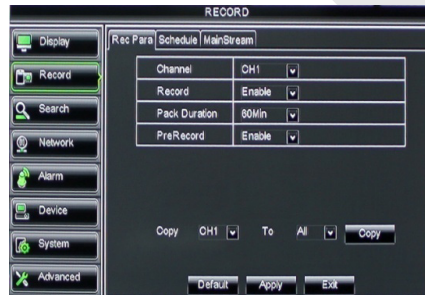 RECORD
Display
Record
Search
Network
Alarm
Device
System
Advanced
Rec Para Schedule MainStream
Channel CH1
Record Enable
Pack Duration 60Min
PreRecord Enable
Copy CH1 To All Copy
Default Apply Exit